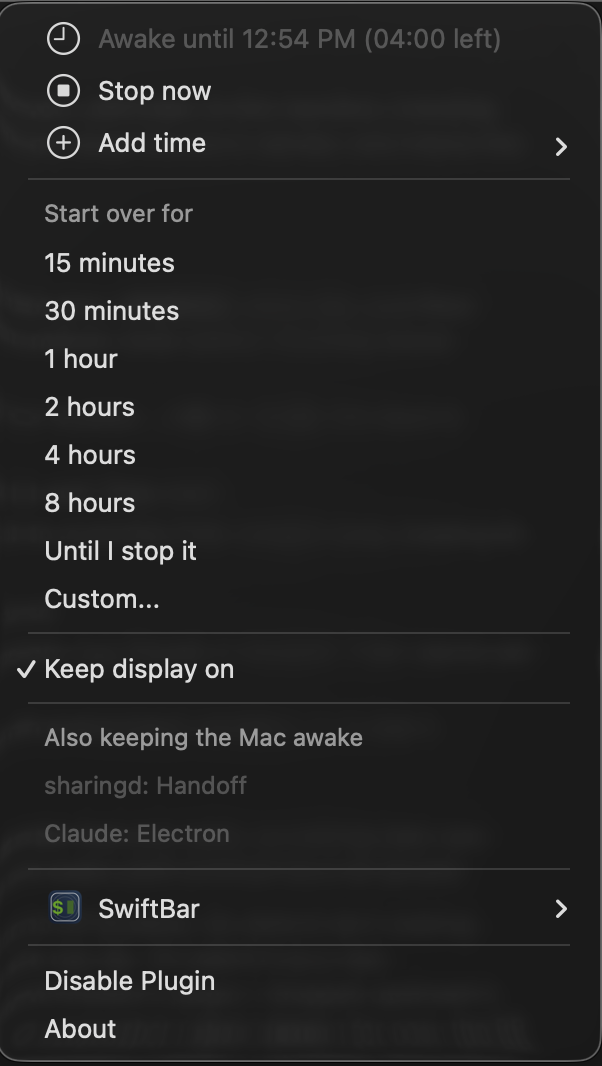 Awake until 12:54 PM (04:00 left)
Stop now
Add time
Start over for
15 minutes
30 minutes
1 hour
2 hours
4 hours
8 hours
Until I stop it
Custom...
Keep display on
Also keeping the Mac awake
sharingd: Handoff
Claude: Electron
$
SwiftBar
Disable Plugin
About